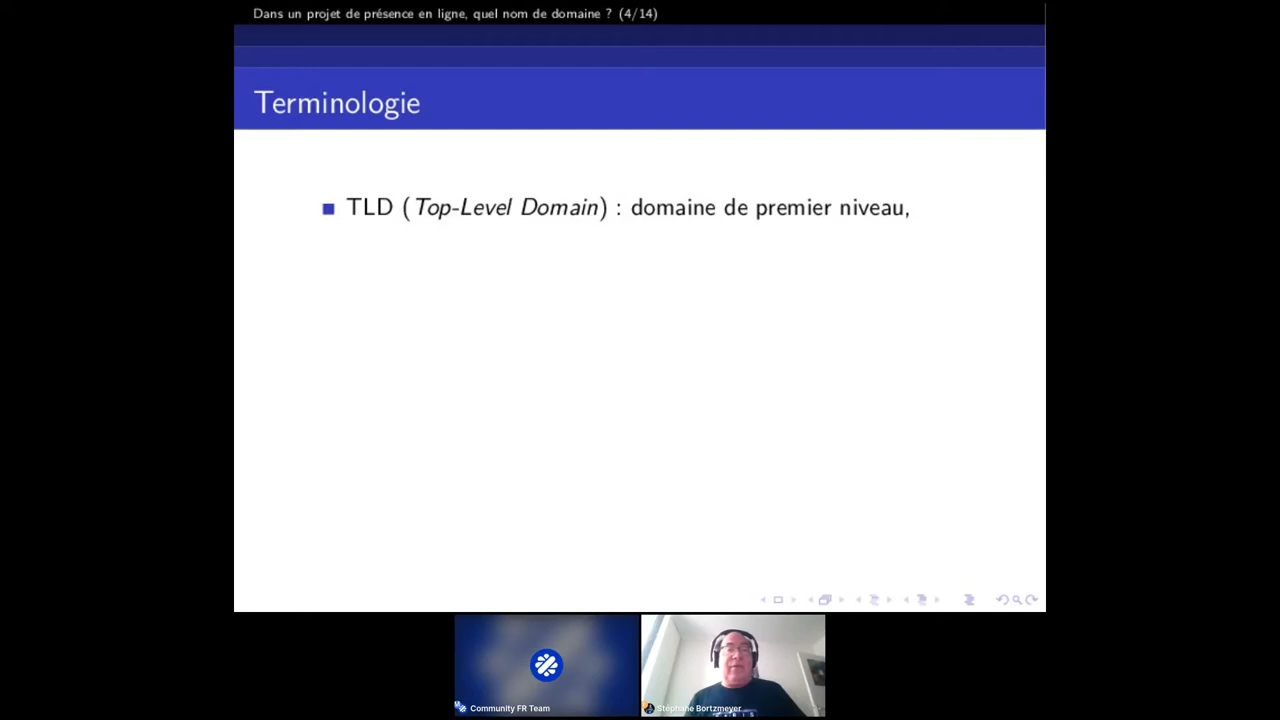 Dans un projet de présence en ligne, quel nom de domaine ? (4/14)
Terminologie
TLD (Top-Level Domain) : domaine de premier niveau,
Community FR Team
Stéphane Bortzmeyer
PARIS